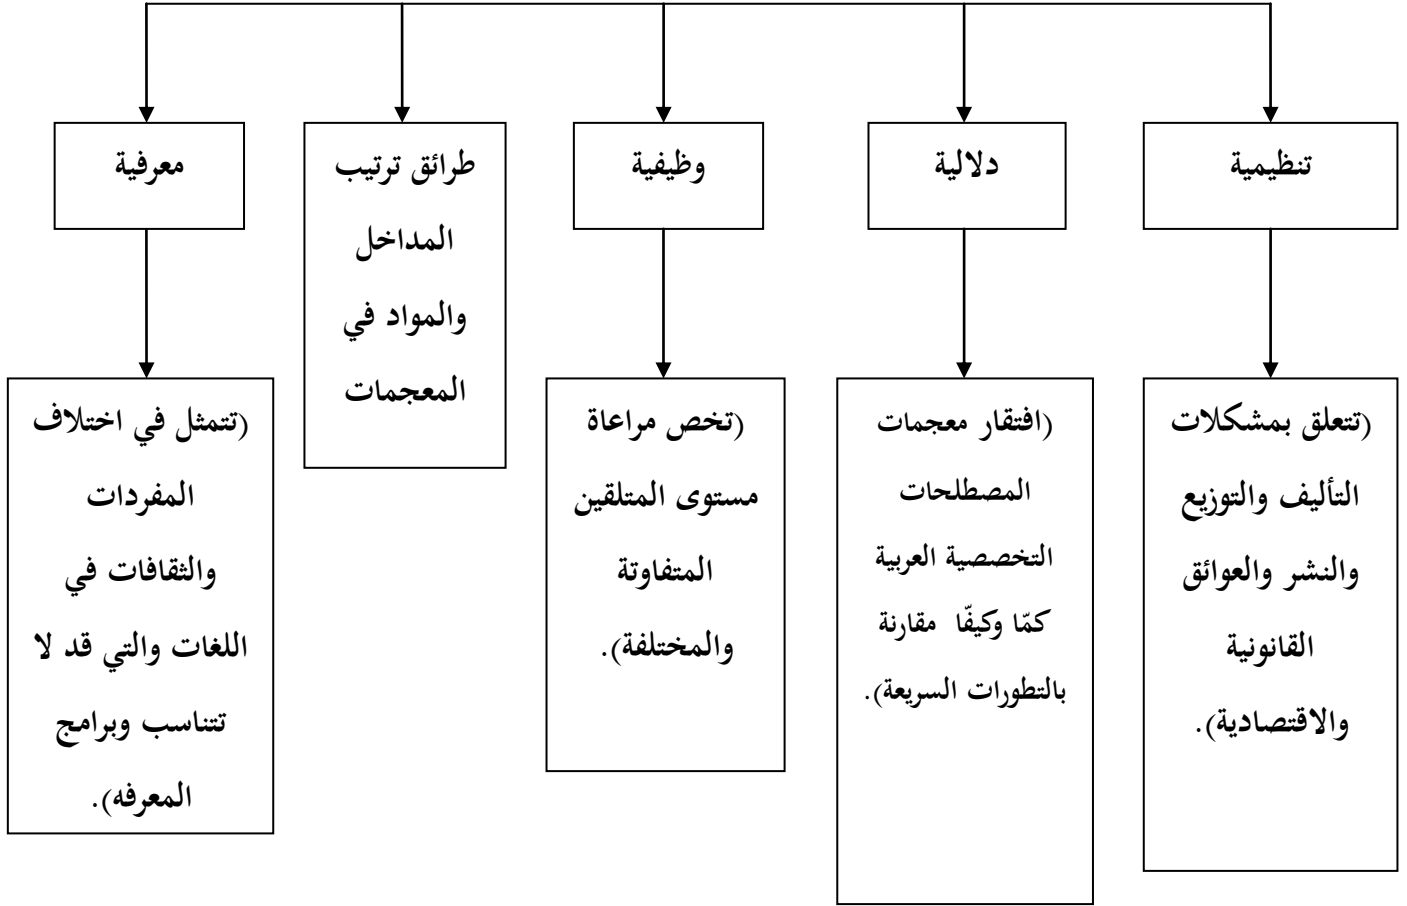 تنظيمية
دلالية
وظيفية
طرائق ترتيب
المداخل
والمواد في
المعجمات
معرفية
(تتعلق بمشكلات
التأليف والتوزيع
والنشر والعوائق
القانونية
والاقتصادية).
(افتقار معجمات
المصطلحات
التخصصية العربية
كمّا وكيفّا مقارنة
بالتطورات السريعة).
(تخص مراعاة
مستوى المتلقين
المتفاوتة
والمختلفة).
(تتمثل في اختلاف
المفردات
والثقافات في
اللغات والتي قد لا
تتناسب وبرامج
المعرفه).